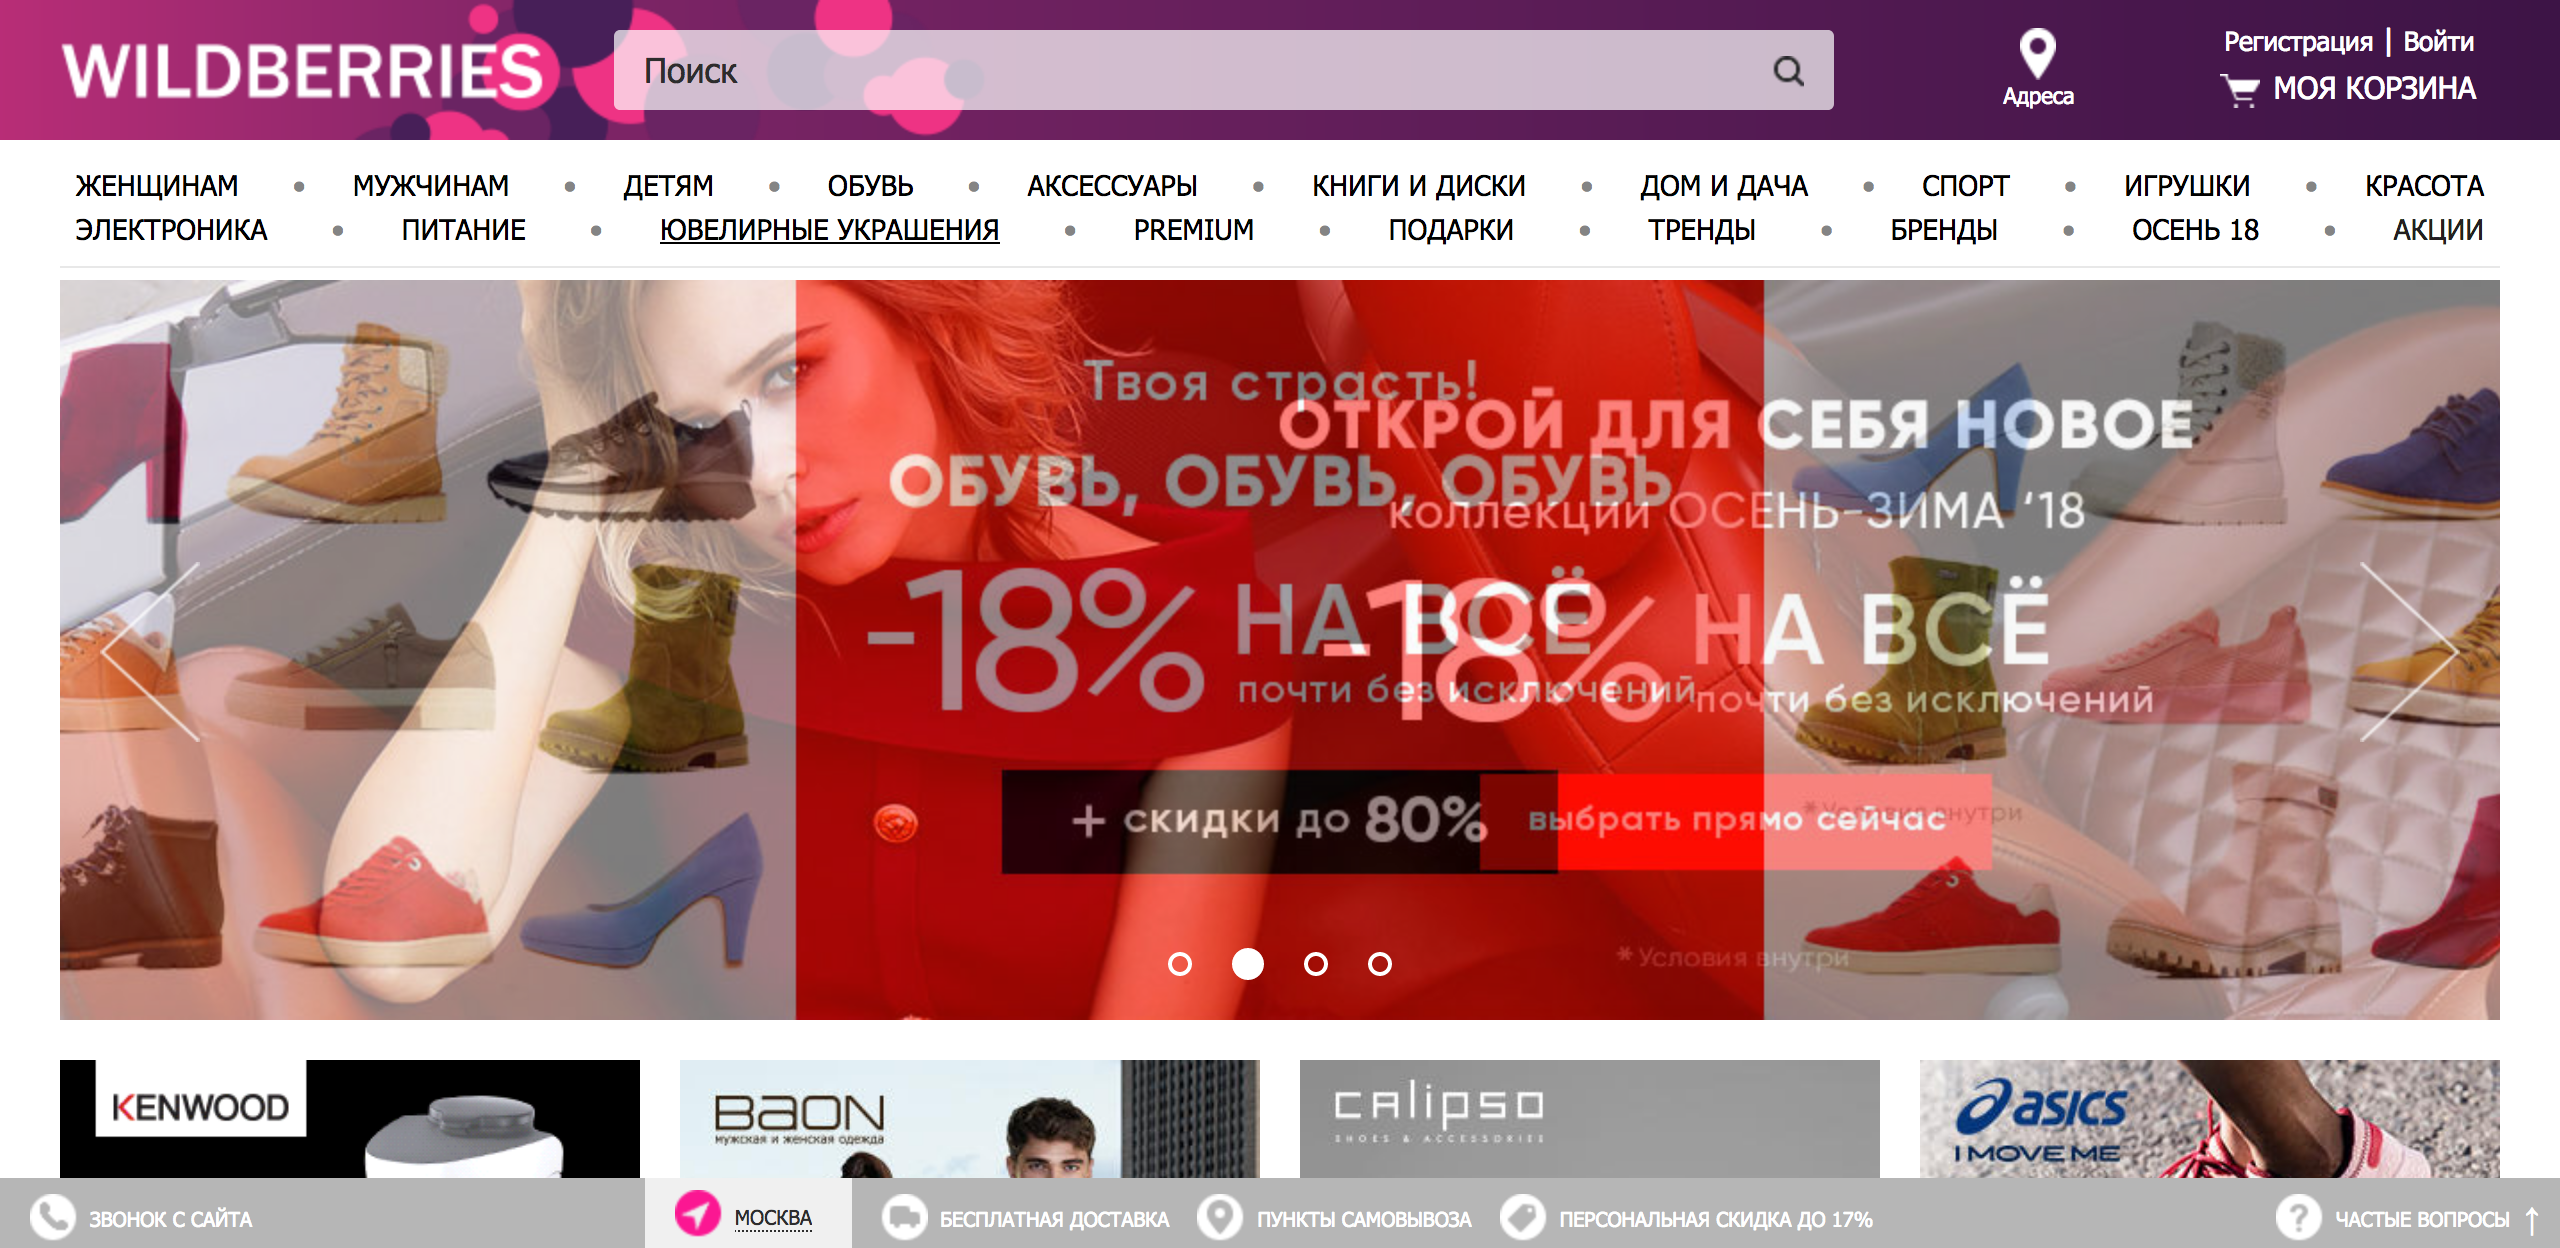 WILDBERRIES
Поиск
Адреса
Регистрация | Войти
МОЯ КОРЗИНА
ЖЕНЩИНАМ • МУЖЧИНАМ • ДЕТЯМ • ОБУВЬ • АКСЕССУАРЫ • КНИГИ И ДИСКИ • ДОМ И ДАЧА • СПОРТ • ИГРУШКИ • КРАСОТА
ЭЛЕКТРОНИКА • ПИТАНИЕ • ЮВЕЛИРНЫЕ УКРАШЕНИЯ • PREMIUM • ПОДАРКИ • ТРЕНДЫ • БРЕНДЫ • ОСЕНЬ 18 • АКЦИИ
Твоя страсть!
ОБУВЬ, ОБУВЬ, ОБУВЬ
-18% НА ВСЁ
почти без исключений
+ скидки до 80%
*Условия внутри
ОТКРОЙ ДЛЯ СЕБЯ НОВОЕ
коллекции ОСЕНЬ-ЗИМА ‘18
-18% НА ВСЁ
почти без исключений
выбрать прямо сейчас
*Условия внутри
KENWOOD
BAON
мужская и женская одежда
calipso
SHOES & ACCESSORIES
asics
I MOVE ME
ЗВОНОК С САЙТА
МОСКВА
БЕСПЛАТНАЯ ДОСТАВКА
ПУНКТЫ САМОВЫВОЗА
ПЕРСОНАЛЬНАЯ СКИДКА ДО 17%
ЧАСТЫЕ ВОПРОСЫ ↑